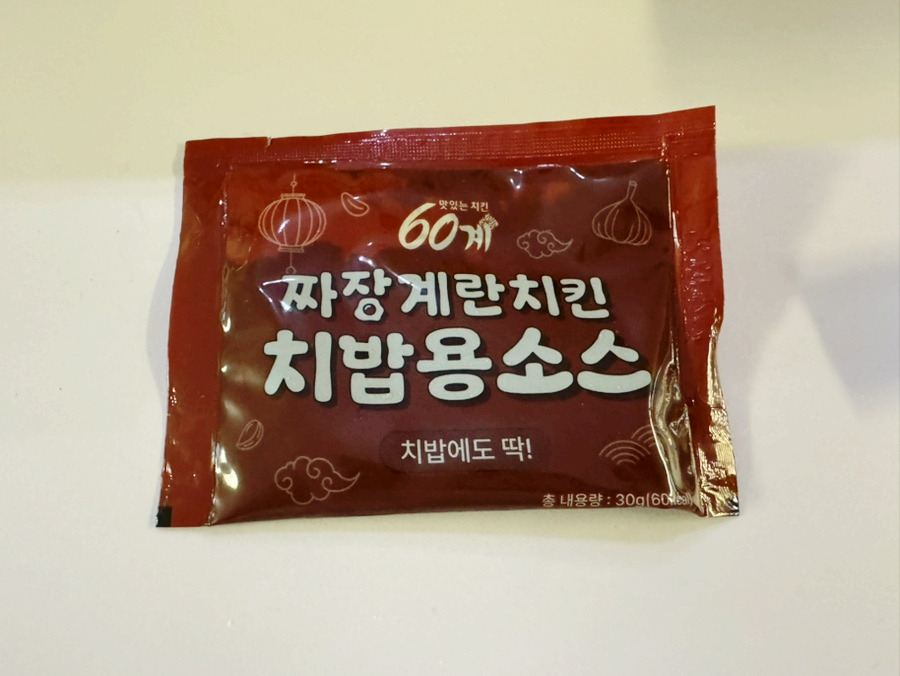 맛있는 치킨
60계
짜장계란치킨
치밥용소스
치밥에도 딱!
총 내용량 : 30g(60kcal)